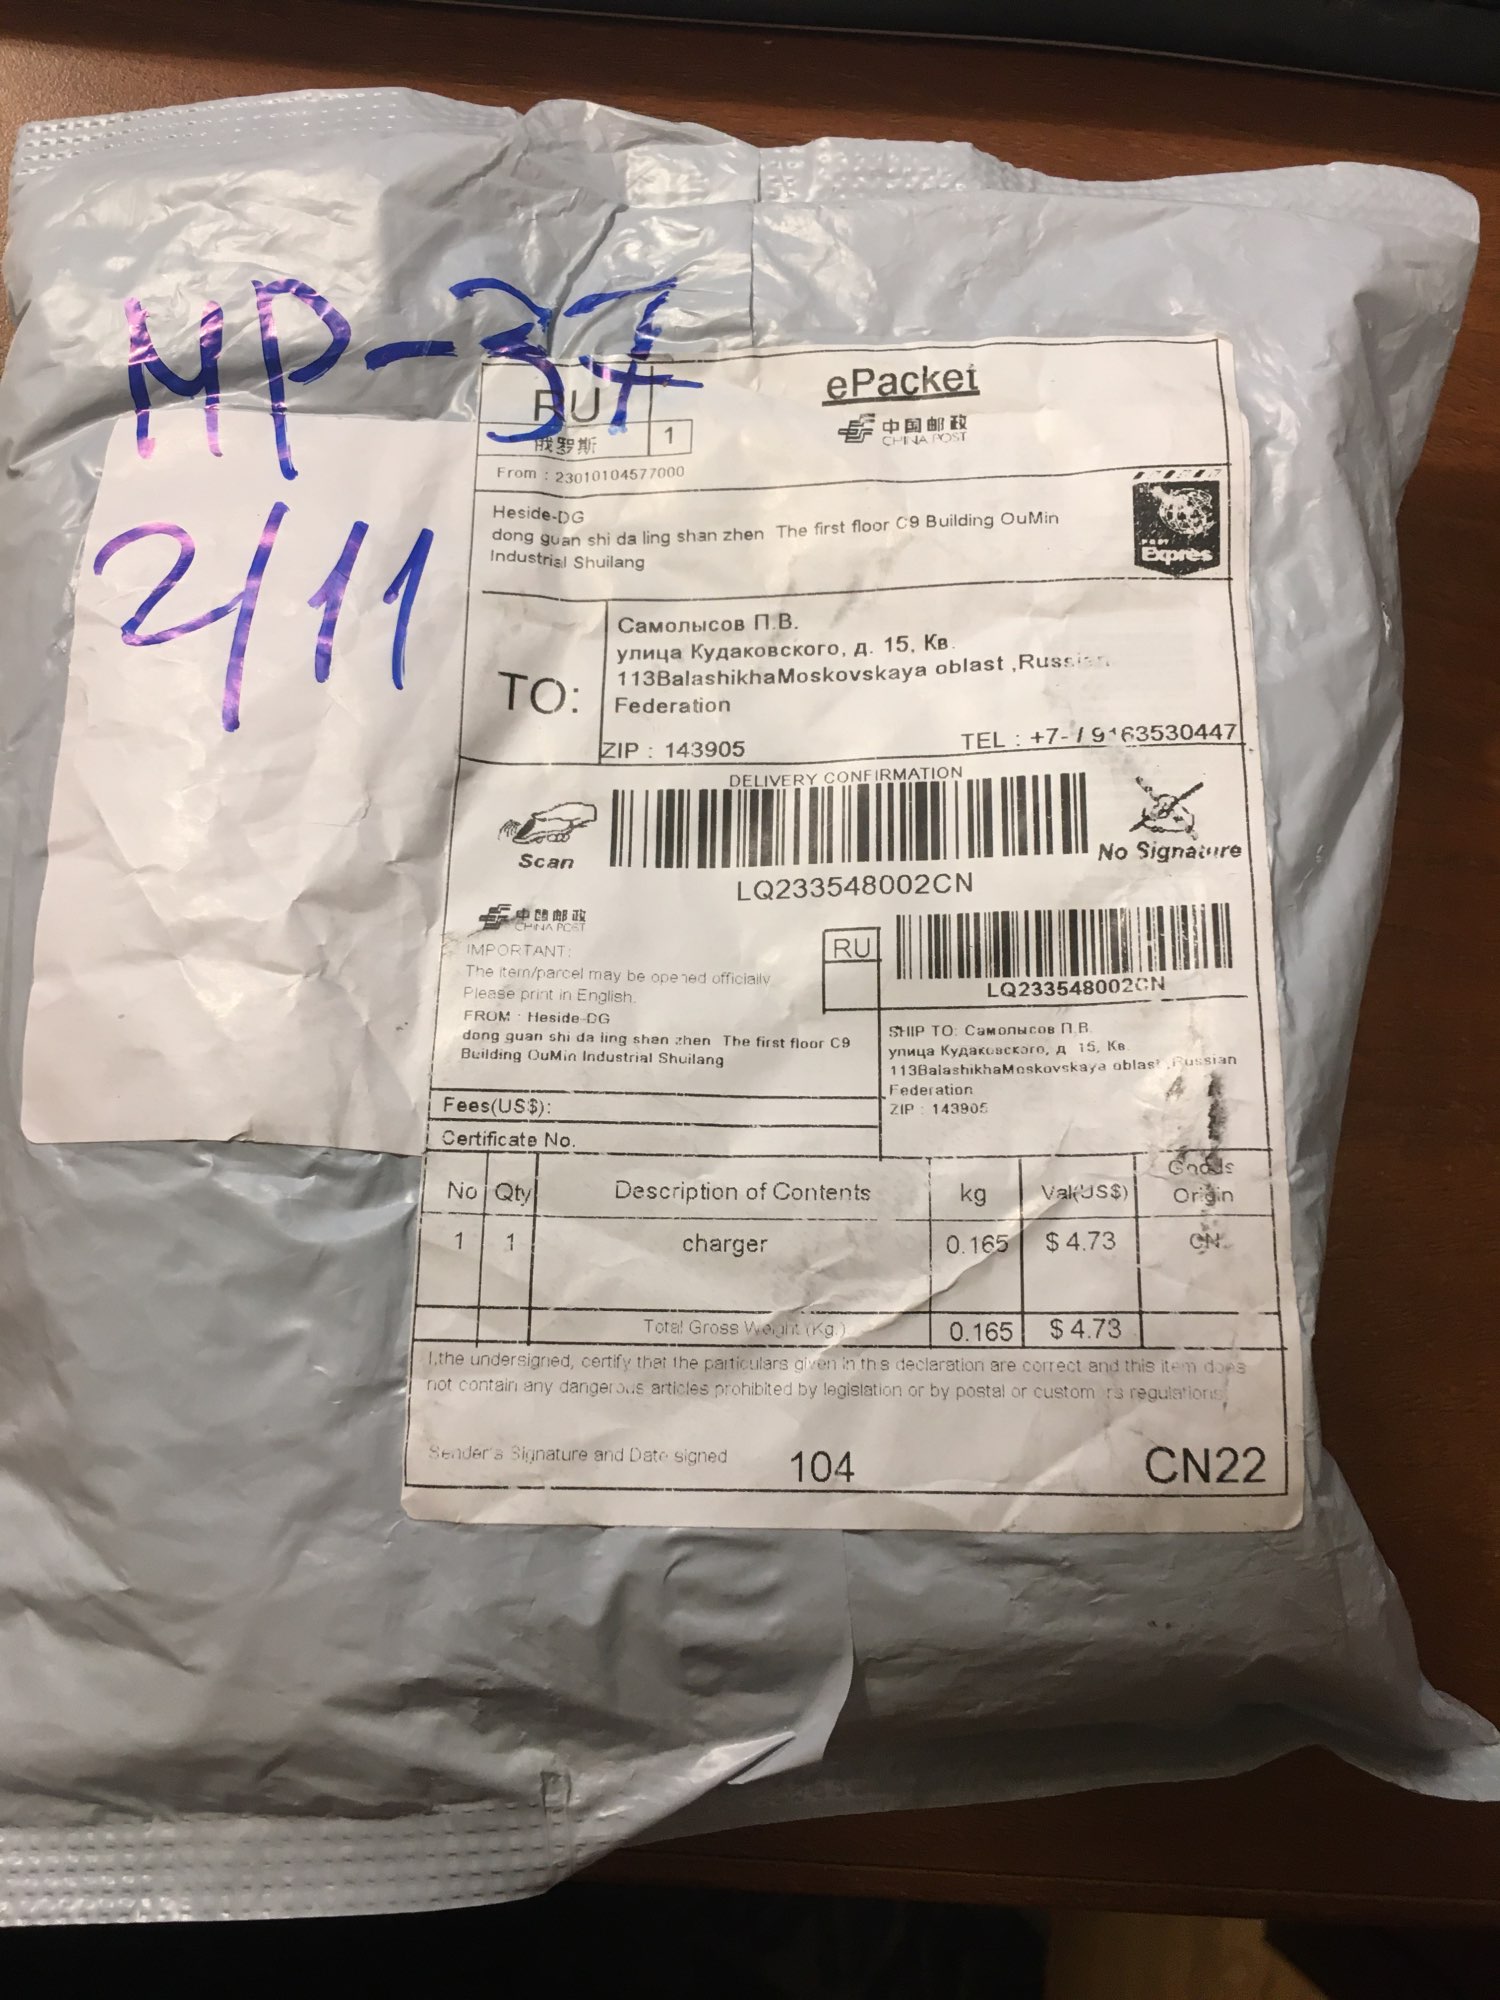 МР-37
2/11
ePacket
RU
俄罗斯
1
中国邮政
CHINA POST
From : 23010104577000
Heside-DG
dong guan shi da ling shan zhen The first floor C9 Building OuMin
Industrial Shuilang
POST
Exprès
TO:
Самолысов П.В.
улица Кудаковского, д. 15, Кв.
113BalashikhaMoskovskaya oblast ,Russian
Federation
ZIP : 143905
TEL : +7- 9163530447
DELIVERY CONFIRMATION
Scan
No Signature
LQ233548002CN
中国邮政
CHINA POST
IMPORTANT:
The item/parcel may be opened officially
Please print in English.
RU
LQ233548002CN
FROM : Heside-DG
dong guan shi da ling shan zhen The first floor C9
Building OuMin Industrial Shuilang
SHIP TO: Самолысов П.В.
улица Кудаковского, д. 15, Кв.
113BalashikhaMoskovskaya oblast ,Russian
Federation
ZIP : 143905
Fees(US$):
Certificate No.
No Qty Description of Contents kg Val(US$) Goods Origin
1 1 charger 0.165 $ 4.73 CN
Total Gross Weight (Kg.) 0.165 $ 4.73
I,the undersigned, certify that the particulars given in this declaration are correct and this item does
not contain any dangerous articles prohibited by legislation or by postal or customers regulations
Sender's Signature and Date signed
104
CN22